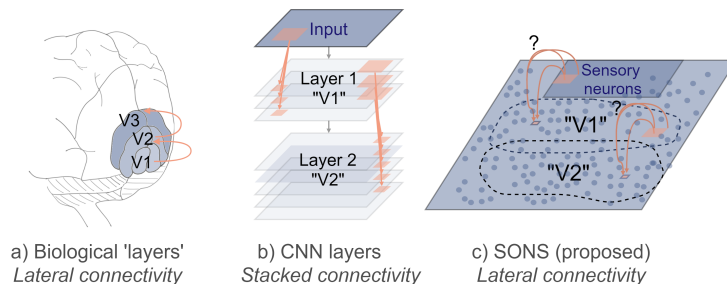 V3
V2
V1
a) Biological 'layers'
Lateral connectivity
Input
Layer 1
"V1"
Layer 2
"V2"
b) CNN layers
Stacked connectivity
?
Sensory
neurons
?
"V1"
"V2"
c) SONS (proposed)
Lateral connectivity